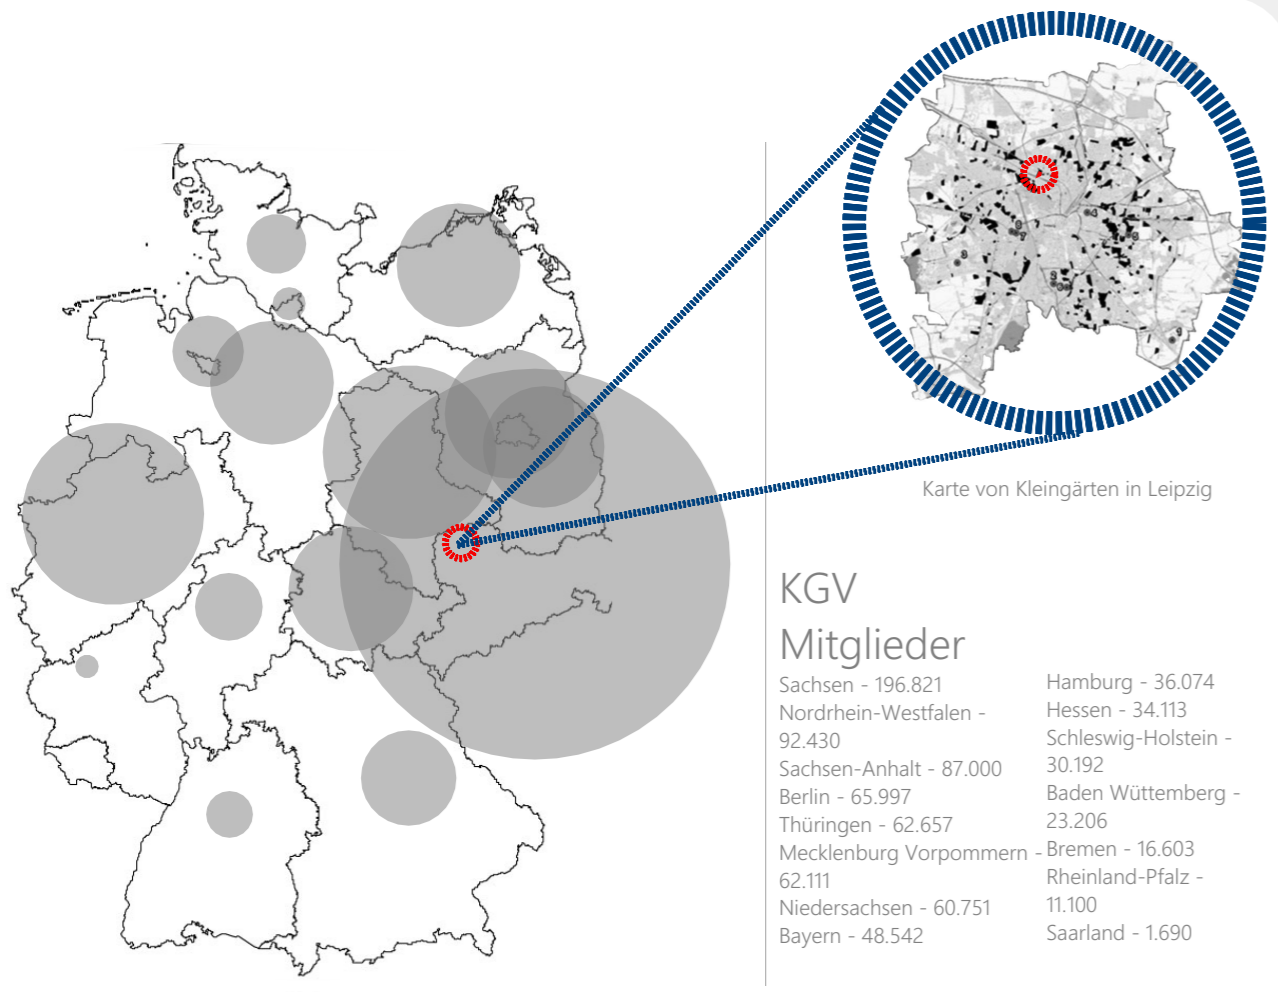 Karte von Kleingärten in Leipzig
KGV
Mitglieder
Sachsen - 196.821
Nordrhein-Westfalen -
92.430
Sachsen-Anhalt - 87.000
Berlin - 65.997
Thüringen - 62.657
Mecklenburg Vorpommern -
62.111
Niedersachsen - 60.751
Bayern - 48.542
Hamburg - 36.074
Hessen - 34.113
Schleswig-Holstein -
30.192
Baden Wüttemberg -
23.206
Bremen - 16.603
Rheinland-Pfalz -
11.100
Saarland - 1.690